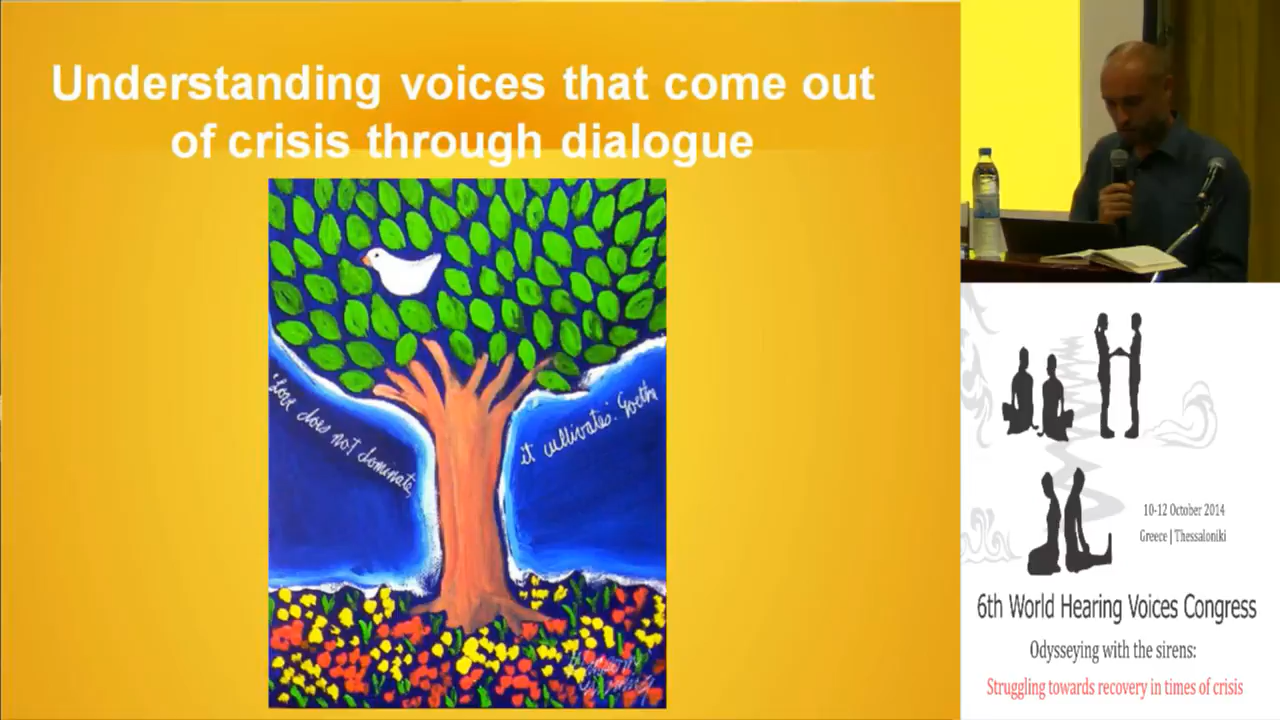 Understanding voices that come out
of crisis through dialogue
'Love does not dominate,
it cultivates'. Goethe
10-12 October 2014
Greece | Thessaloniki
6th World Hearing Voices Congress
Odysseying with the sirens:
Struggling towards recovery in times of crisis